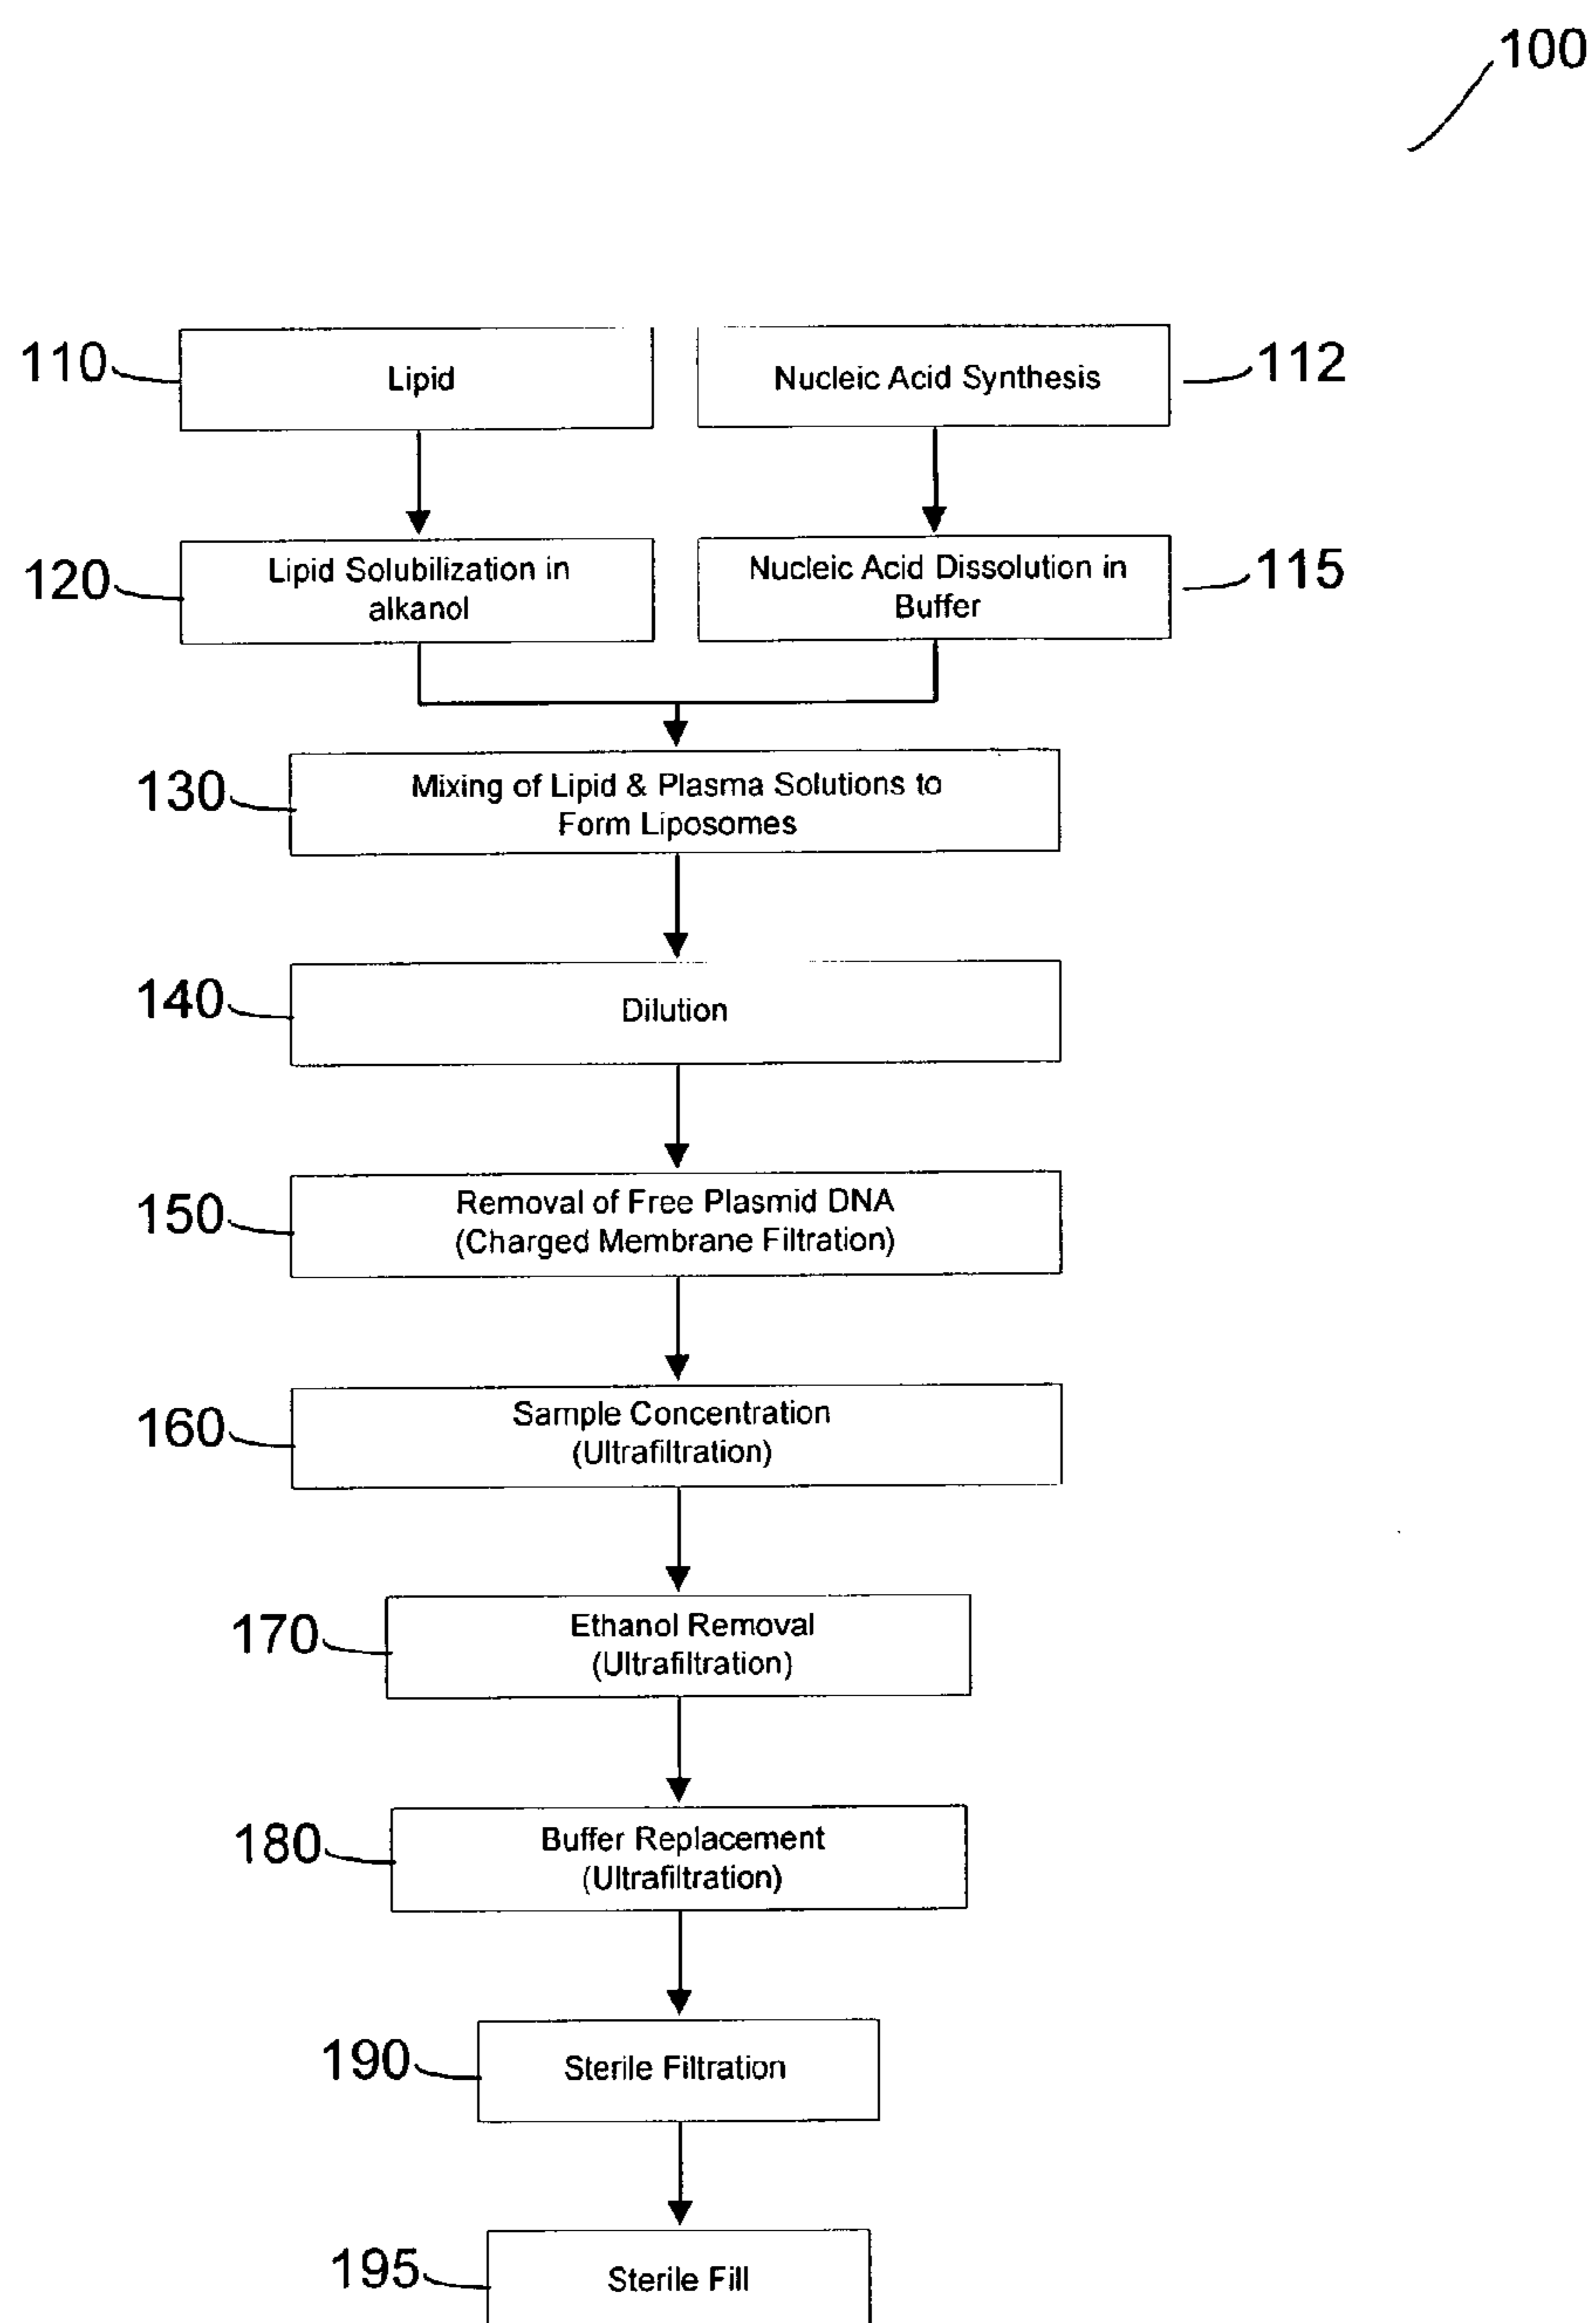 100
110
Lipid
Nucleic Acid Synthesis
112
120
Lipid Solubilization in
alkanol
Nucleic Acid Dissolution in
Buffer
115
130
Mixing of Lipid & Plasma Solutions to
Form Liposomes
140
Dilution
150
Removal of Free Plasmid DNA
(Charged Membrane Filtration)
160
Sample Concentration
(Ultrafiltration)
170
Ethanol Removal
(Ultrafiltration)
180
Buffer Replacement
(Ultrafiltration)
190
Sterile Filtration
195
Sterile Fill